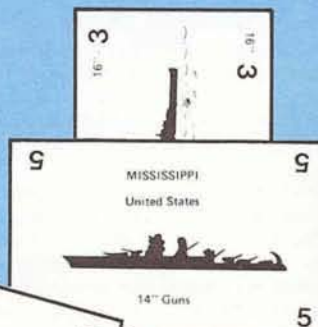 16" 3
16" 3
5 5
MISSISSIPPI
United States
14" Guns
5